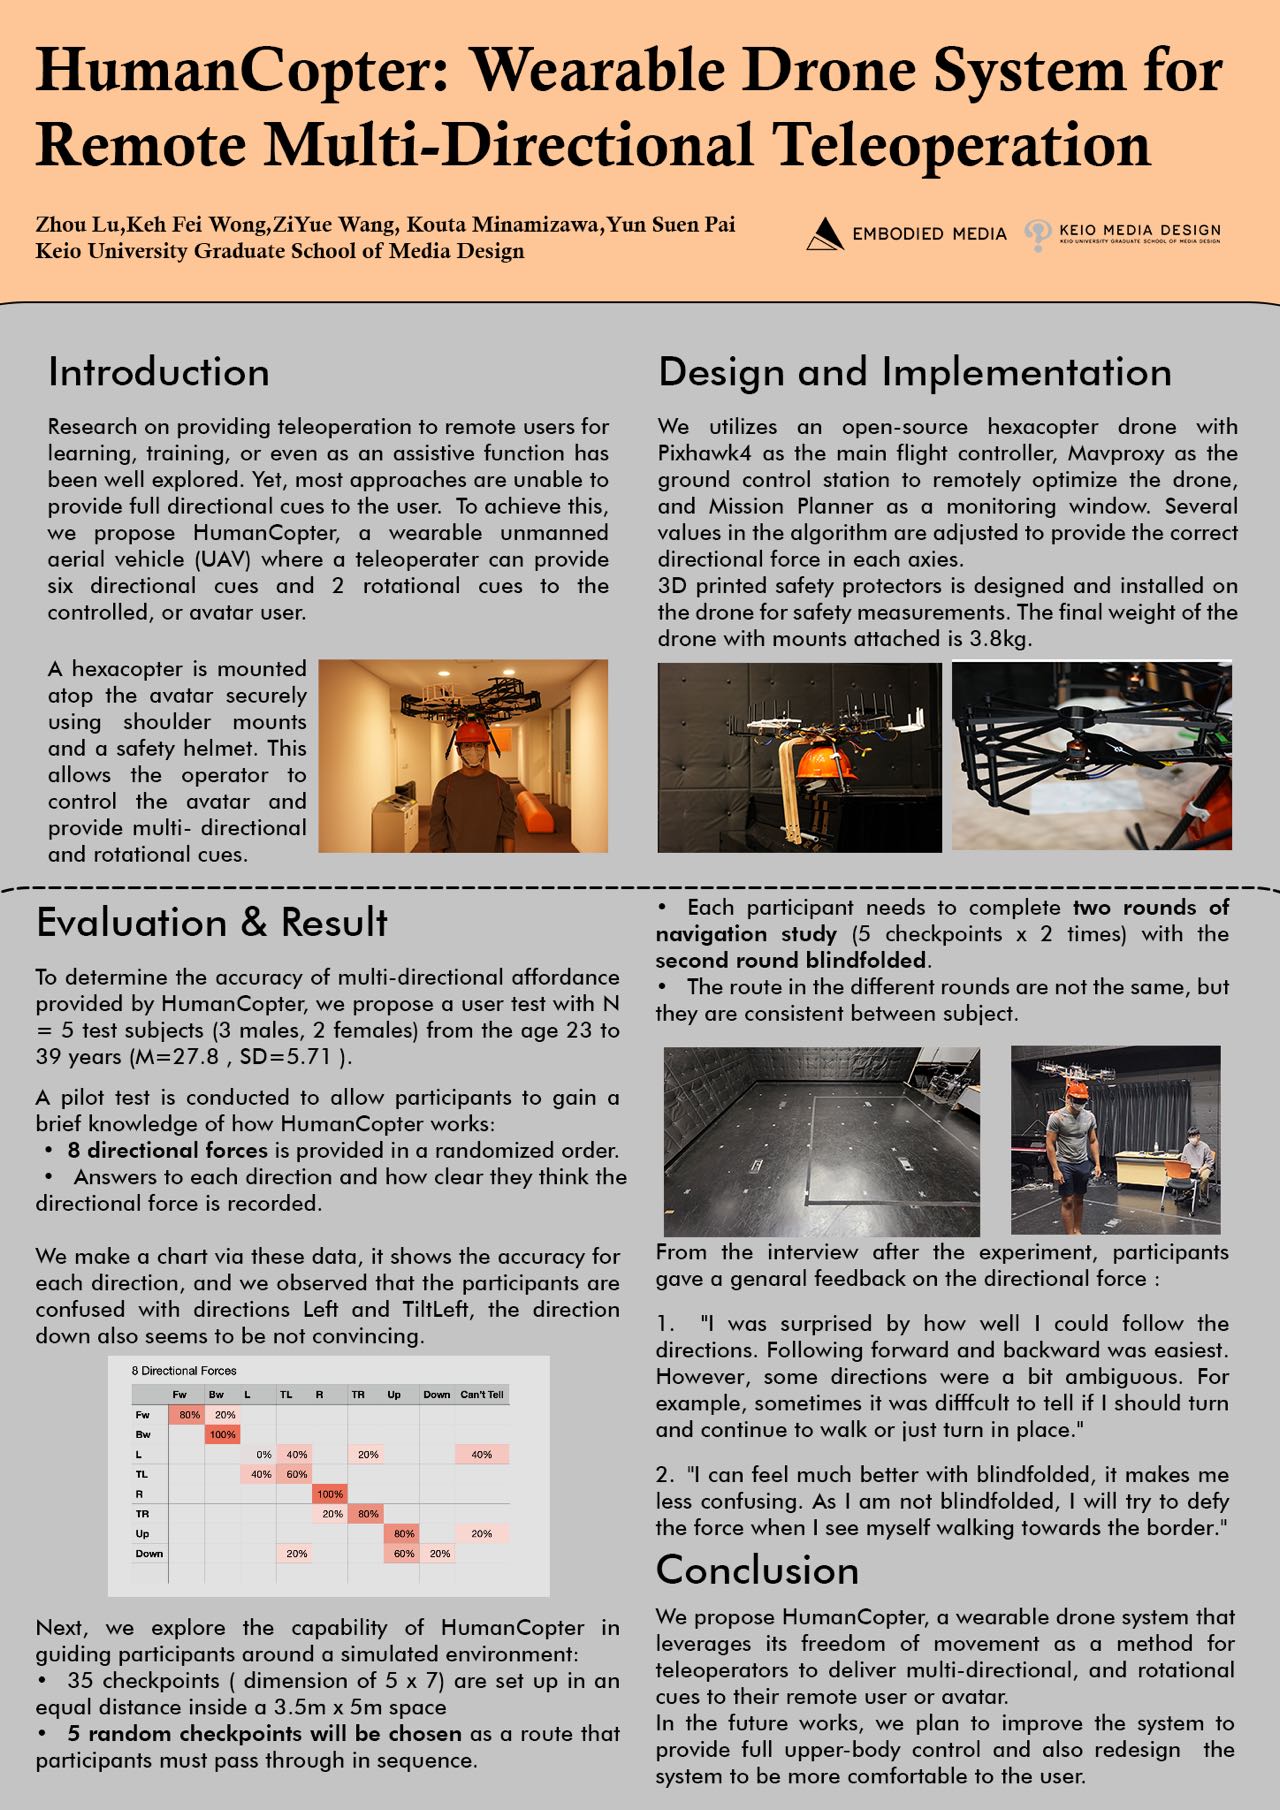 HumanCopter: Wearable Drone System for
Remote Multi-Directional Teleoperation
Zhou Lu,Keh Fei Wong,ZiYue Wang, Kouta Minamizawa,Yun Suen Pai
Keio University Graduate School of Media Design
EMBODIED MEDIA
KEIO MEDIA DESIGN
KEIO UNIVERSITY GRADUATE SCHOOL OF MEDIA DESIGN
Introduction
Research on providing teleoperation to remote users for
learning, training, or even as an assistive function has
been well explored. Yet, most approaches are unable to
provide full directional cues to the user. To achieve this,
we propose HumanCopter, a wearable unmanned
aerial vehicle (UAV) where a teleoperater can provide
six directional cues and 2 rotational cues to the
controlled, or avatar user.
A hexacopter is mounted
atop the avatar securely
using shoulder mounts
and a safety helmet. This
allows the operator to
control the avatar and
provide multi- directional
and rotational cues.
Design and Implementation
We utilizes an open-source hexacopter drone with
Pixhawk4 as the main flight controller, Mavproxy as the
ground control station to remotely optimize the drone,
and Mission Planner as a monitoring window. Several
values in the algorithm are adjusted to provide the correct
directional force in each axies.
3D printed safety protectors is designed and installed on
the drone for safety measurements. The final weight of the
drone with mounts attached is 3.8kg.
Evaluation & Result
To determine the accuracy of multi-directional affordance
provided by HumanCopter, we propose a user test with N
= 5 test subjects (3 males, 2 females) from the age 23 to
39 years (M=27.8 , SD=5.71 ).
A pilot test is conducted to allow participants to gain a
brief knowledge of how HumanCopter works:
• 8 directional forces is provided in a randomized order.
• Answers to each direction and how clear they think the
directional force is recorded.
We make a chart via these data, it shows the accuracy for
each direction, and we observed that the participants are
confused with directions Left and TiltLeft, the direction
down also seems to be not convincing.
8 Directional Forces
Fw Bw L TL R TR Up Down Can't Tell
Fw 80% 20%
Bw 100%
L 0% 40% 20% 40%
TL 40% 60%
R 100%
TR 20% 80%
Up 80% 20%
Down 20% 60% 20%
Next, we explore the capability of HumanCopter in
guiding participants around a simulated environment:
• 35 checkpoints ( dimension of 5 x 7) are set up in an
equal distance inside a 3.5m x 5m space
• 5 random checkpoints will be chosen as a route that
participants must pass through in sequence.
• Each participant needs to complete two rounds of
navigation study (5 checkpoints x 2 times) with the
second round blindfolded.
• The route in the different rounds are not the same, but
they are consistent between subject.
From the interview after the experiment, participants
gave a genaral feedback on the directional force :
1. "I was surprised by how well I could follow the
directions. Following forward and backward was easiest.
However, some directions were a bit ambiguous. For
example, sometimes it was difffcult to tell if I should turn
and continue to walk or just turn in place."
2. "I can feel much better with blindfolded, it makes me
less confusing. As I am not blindfolded, I will try to defy
the force when I see myself walking towards the border."
Conclusion
We propose HumanCopter, a wearable drone system that
leverages its freedom of movement as a method for
teleoperators to deliver multi-directional, and rotational
cues to their remote user or avatar.
In the future works, we plan to improve the system to
provide full upper-body control and also redesign the
system to be more comfortable to the user.